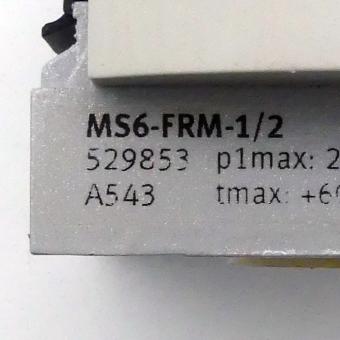 MS6-FRM-1/2
529853 p1max: 2
A543 tmax: +6